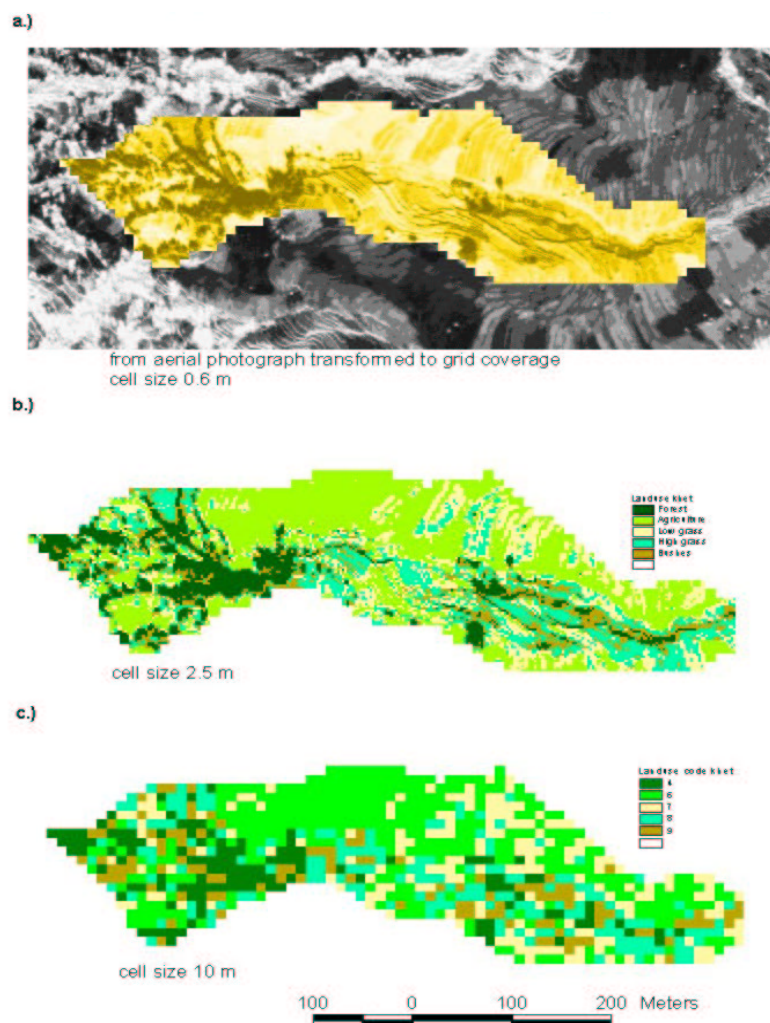 a.)
from aerial photograph transformed to grid coverage
cell size 0.6 m
b.)
Landuse khet
Forest
Agriculture
Low grass
High grass
Bushes
cell size 2.5 m
c.)
Landuse code khet
4
6
7
8
9
cell size 10 m
100 0 100 200 Meters